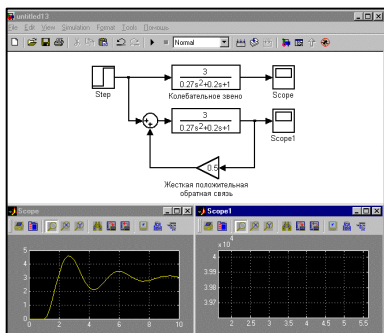 untitled13
File Edit View Simulation Format Tools Помощь
Normal
Step
3
0.27s²+0.2s+1
Колебательное звено
Scope
3
0.27s²+0.2s+1
Scope1
0.5
Жесткая положительная
обратная связь
Scope
5
4
3
2
1
0
0 2 4 6 8 10
Scope1
x 10
4
3.99
3.98
3.97
2 2.5 3 3.5 4 4.5 5 5.5